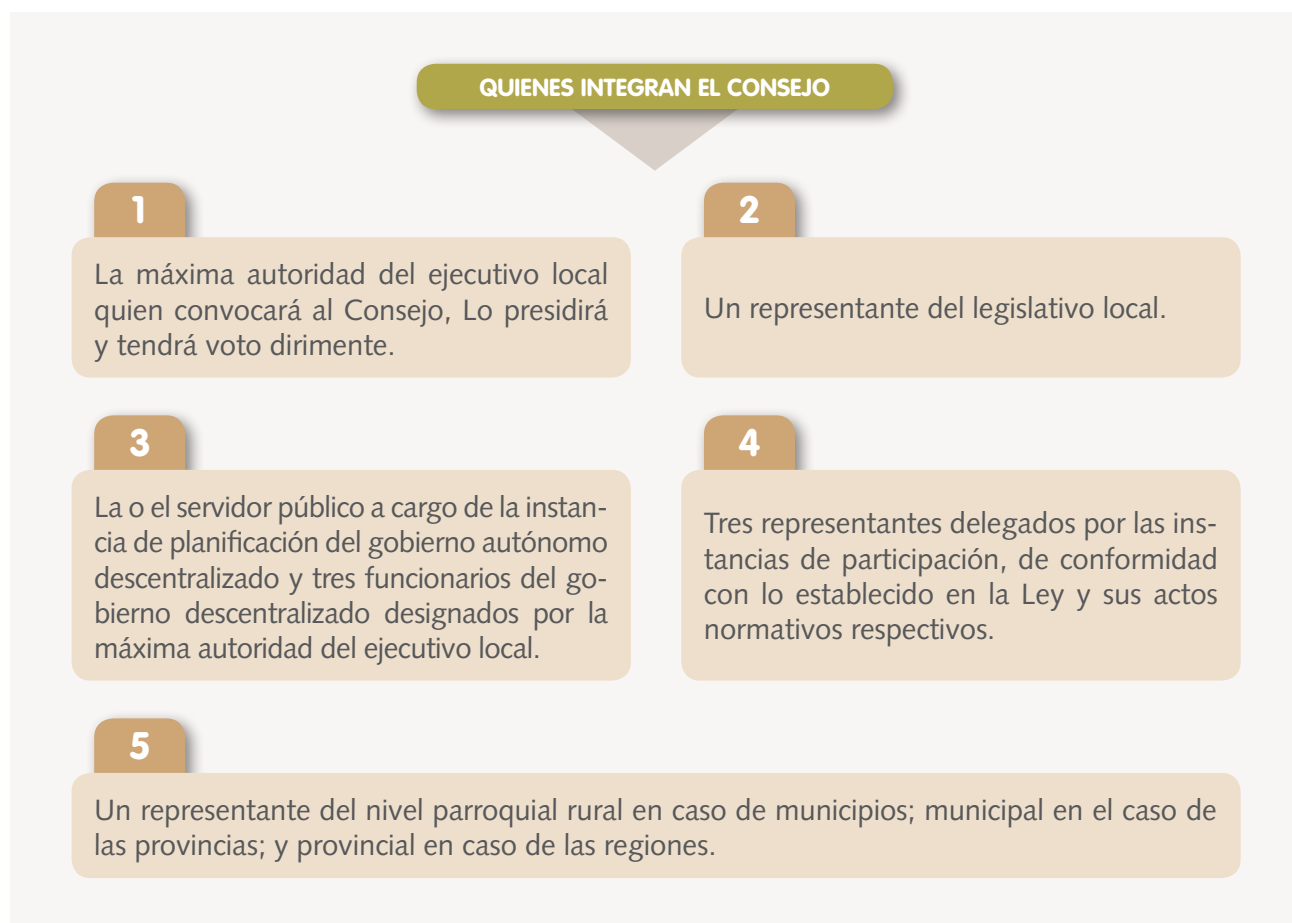 QUIENES INTEGRAN EL CONSEJO
1
La máxima autoridad del ejecutivo local
quien convocará al Consejo, Lo presidirá
y tendrá voto dirimente.
2
Un representante del legislativo local.
3
La o el servidor público a cargo de la instan-
cia de planificación del gobierno autónomo
descentralizado y tres funcionarios del go-
bierno descentralizado designados por la
máxima autoridad del ejecutivo local.
4
Tres representantes delegados por las ins-
tancias de participación, de conformidad
con lo establecido en la Ley y sus actos
normativos respectivos.
5
Un representante del nivel parroquial rural en caso de municipios; municipal en el caso de
las provincias; y provincial en caso de las regiones.